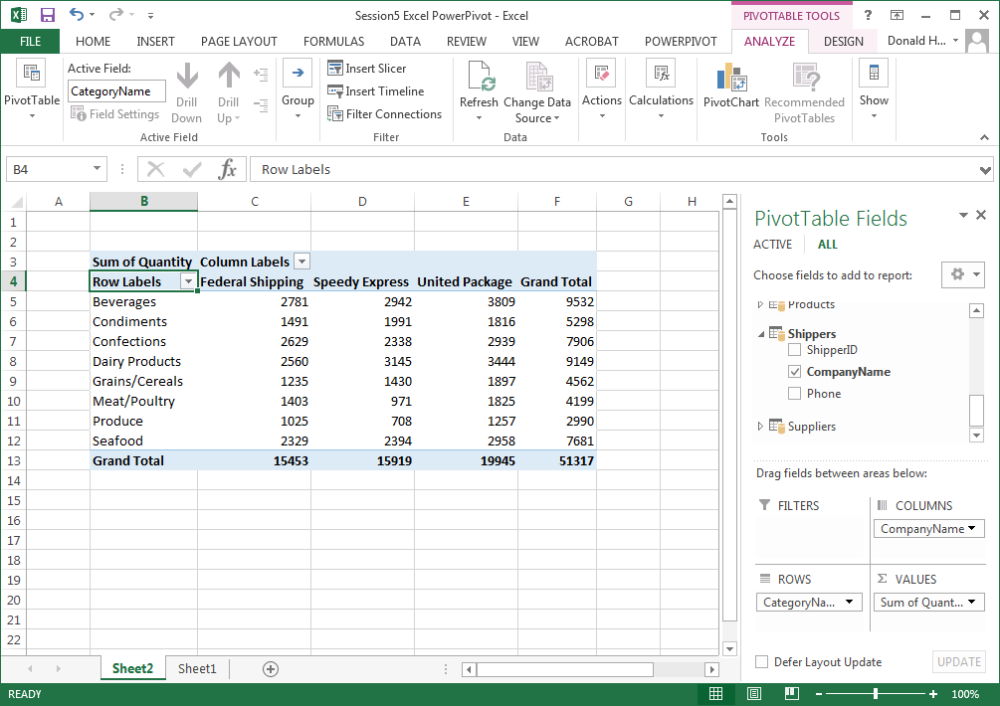 Session5 Excel PowerPivot - Excel
PIVOTTABLE TOOLS
?
FILE HOME INSERT PAGE LAYOUT FORMULAS DATA REVIEW VIEW ACROBAT POWERPIVOT ANALYZE DESIGN Donald H...
PivotTable
Active Field:
CategoryName
Field Settings
Drill Down
Drill Up
Active Field
Group
Insert Slicer
Insert Timeline
Filter Connections
Filter
Refresh
Change Data Source
Data
Actions
Calculations
PivotChart
Recommended PivotTables
Tools
Show
B4
fx
Row Labels
A B C D E F G H
1
2
3 Sum of Quantity Column Labels
4 Row Labels Federal Shipping Speedy Express United Package Grand Total
5 Beverages 2781 2942 3809 9532
6 Condiments 1491 1991 1816 5298
7 Confections 2629 2338 2939 7906
8 Dairy Products 2560 3145 3444 9149
9 Grains/Cereals 1235 1430 1897 4562
10 Meat/Poultry 1403 971 1825 4199
11 Produce 1025 708 1257 2990
12 Seafood 2329 2394 2958 7681
13 Grand Total 15453 15919 19945 51317
14
15
16
17
18
19
20
21
22
PivotTable Fields
ACTIVE ALL
Choose fields to add to report:
Products
Shippers
ShipperID
CompanyName
Phone
Suppliers
Drag fields between areas below:
FILTERS
COLUMNS
CompanyName
ROWS
CategoryNa...
Σ VALUES
Sum of Quant...
Defer Layout Update
UPDATE
Sheet2 Sheet1
READY
100%